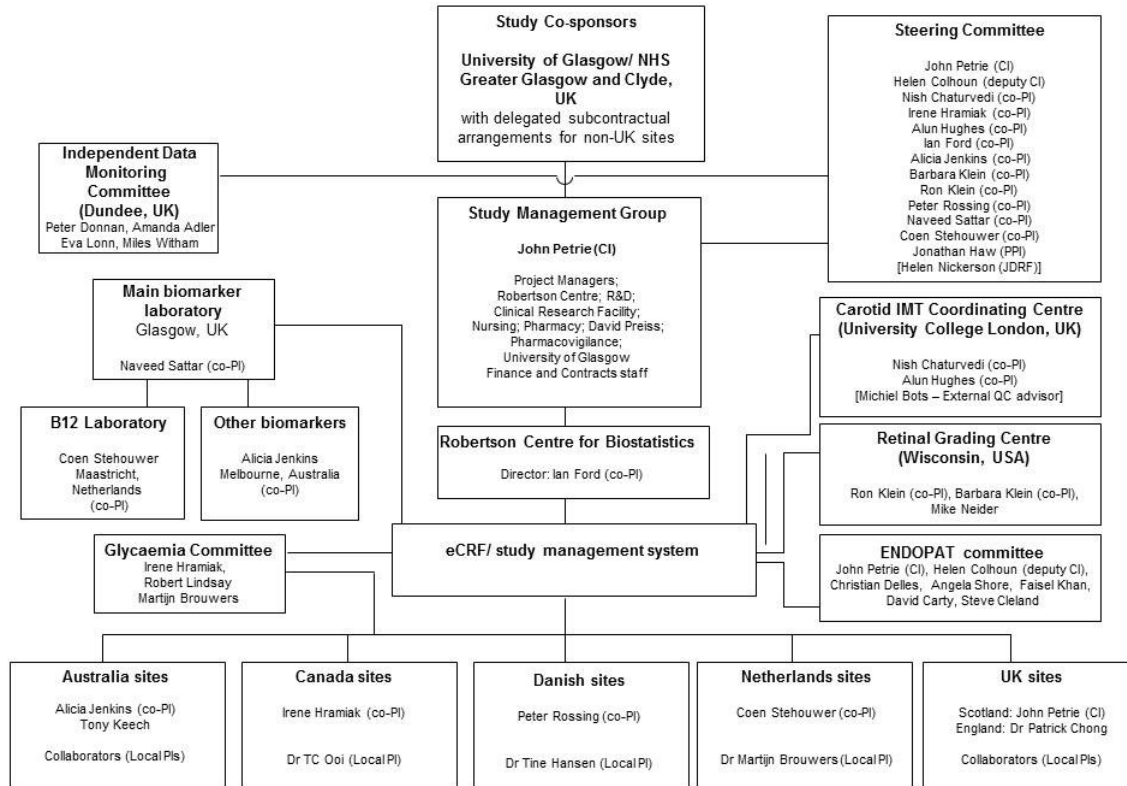 Study Co-sponsors
University of Glasgow/ NHS
Greater Glasgow and Clyde,
UK
with delegated subcontractual
arrangements for non-UK sites
Steering Committee
John Petrie (CI)
Helen Colhoun (deputy CI)
Nish Chaturvedi (co-PI)
Irene Hramiak (co-PI)
Alun Hughes (co-PI)
Ian Ford (co-PI)
Alicia Jenkins (co-PI)
Barbara Klein (co-PI)
Ron Klein (co-PI)
Peter Rossing (co-PI)
Naveed Sattar (co-PI)
Coen Stehouwer (co-PI)
Jonathan Haw (PPI)
[Helen Nickerson (JDRF)]
Independent Data
Monitoring
Committee
(Dundee, UK)
Peter Donnan, Amanda Adler
Eva Lonn, Miles Witham
Study Management Group
John Petrie (CI)
Project Managers;
Robertson Centre; R&D;
Clinical Research Facility;
Nursing; Pharmacy; David Preiss;
Pharmacovigilance;
University of Glasgow
Finance and Contracts staff
Main biomarker
laboratory
Glasgow, UK
Naveed Sattar (co-PI)
Carotid IMT Coordinating Centre
(University College London, UK)
Nish Chaturvedi (co-PI)
Alun Hughes (co-PI)
[Michiel Bots – External QC advisor]
B12 Laboratory
Coen Stehouwer
Maastricht,
Netherlands
(co-PI)
Other biomarkers
Alicia Jenkins
Melbourne, Australia
(co-PI)
Robertson Centre for Biostatistics
Director: Ian Ford (co-PI)
Retinal Grading Centre
(Wisconsin, USA)
Ron Klein (co-PI), Barbara Klein (co-PI),
Mike Neider
Glycaemia Committee
Irene Hramiak,
Robert Lindsay
Martijn Brouwers
eCRF/ study management system
ENDOPAT committee
John Petrie (CI), Helen Colhoun (deputy CI),
Christian Delles, Angela Shore, Faisel Khan,
David Carty, Steve Cleland
Australia sites
Alicia Jenkins (co-PI)
Tony Keech
Collaborators (Local PIs)
Canada sites
Irene Hramiak (co-PI)
Dr TC Ooi (Local PI)
Danish sites
Peter Rossing (co-PI)
Dr Tine Hansen (Local PI)
Netherlands sites
Coen Stehouwer (co-PI)
Dr Martijn Brouwers (Local PI)
UK sites
Scotland: John Petrie (CI)
England: Dr Patrick Chong
Collaborators (Local PIs)